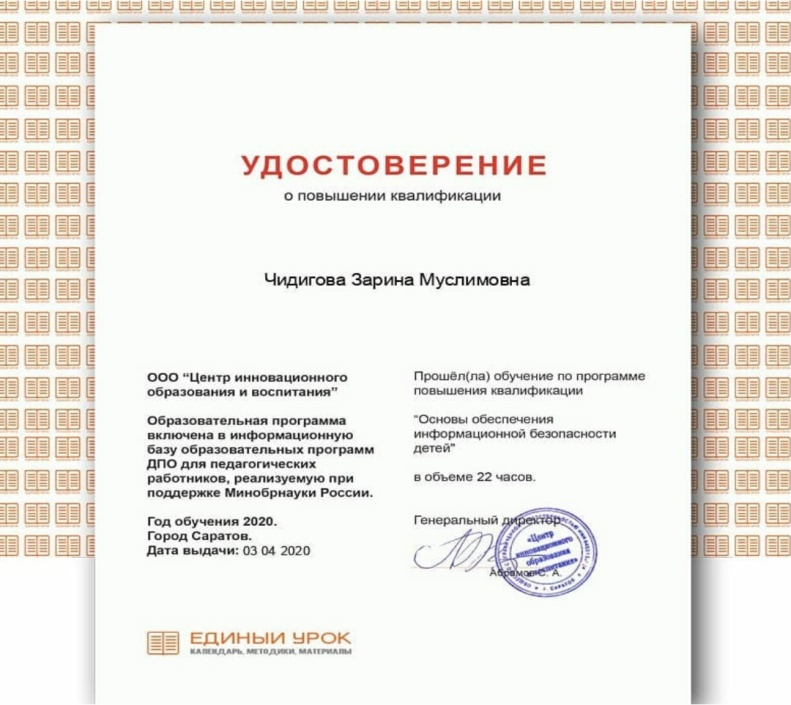 УДОСТОВЕРЕНИЕ
о повышении квалификации
Чидигова Зарина Муслимовна
ООО “Центр инновационного
образования и воспитания”
Образовательная программа
включена в информационную
базу образовательных программ
ДПО для педагогических
работников, реализуемую при
поддержке Минобрнауки России.
Год обучения 2020.
Город Саратов.
Дата выдачи: 03 04 2020
Прошёл(ла) обучение по программе
повышения квалификации
“Основы обеспечения
информационной безопасности
детей”
в объеме 22 часов.
Генеральный директор
«Центр
инновационного
образования
и воспитания»
г. Саратов
Абрамов С. А.
ЕДИНЫЙ УРОК
КАЛЕНДАРЬ, МЕТОДИКИ, МАТЕРИАЛЫ